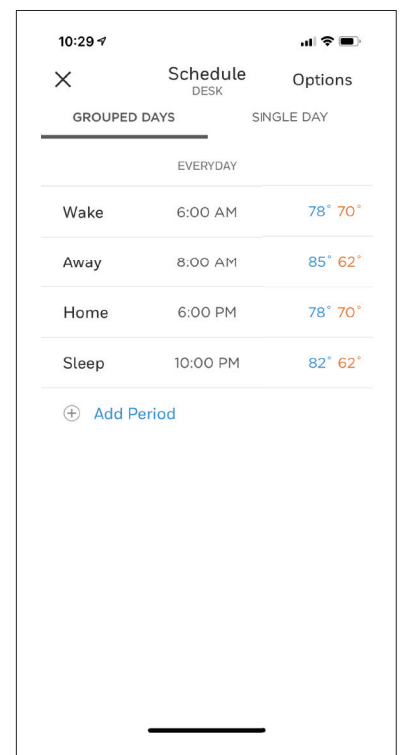 10:29
Schedule Options
DESK
GROUPED DAYS SINGLE DAY
EVERYDAY
Wake 6:00 AM 78° 70°
Away 8:00 AM 85° 62°
Home 6:00 PM 78° 70°
Sleep 10:00 PM 82° 62°
Add Period